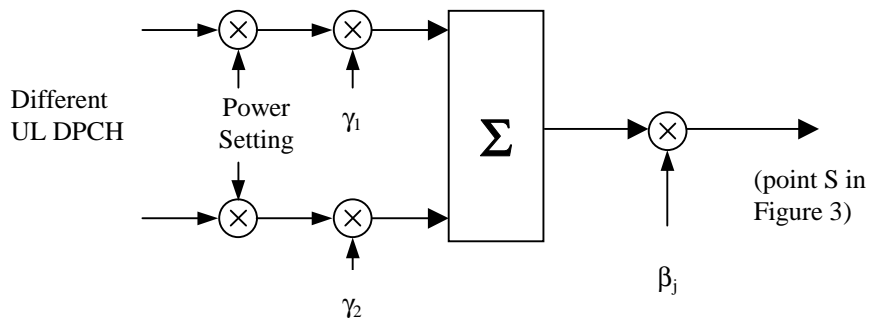 Different
UL DPCH
Power
Setting
γ1
γ2
Σ
βj
(point S in
Figure 3)